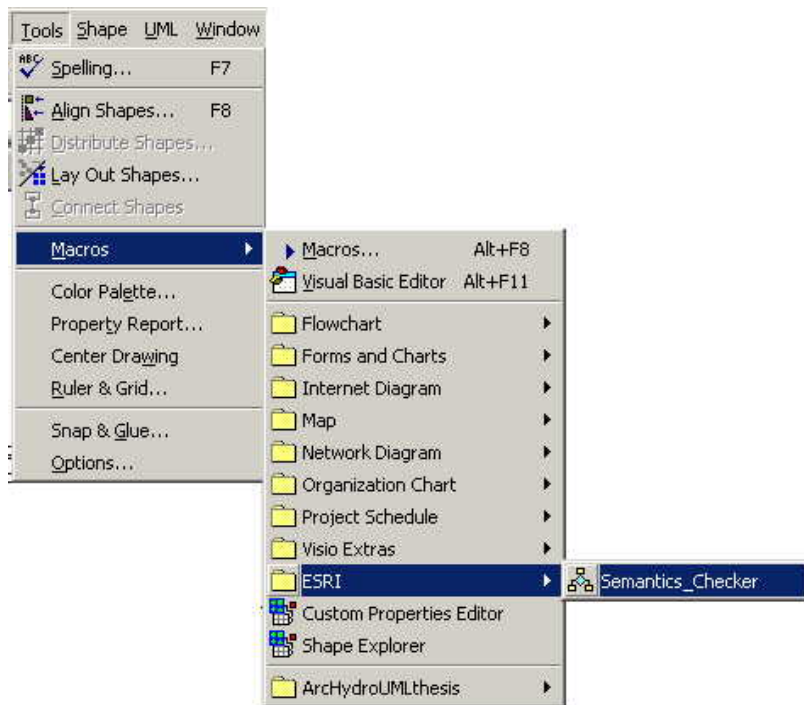 Tools Shape UML Window
ABC Spelling... F7
Align Shapes... F8
Distribute Shapes...
Lay Out Shapes...
Connect Shapes
Macros
Macros... Alt+F8
Visual Basic Editor Alt+F11
Color Palette...
Property Report...
Center Drawing
Ruler & Grid...
Snap & Glue...
Options...
Flowchart
Forms and Charts
Internet Diagram
Map
Network Diagram
Organization Chart
Project Schedule
Visio Extras
ESRI
Semantics_Checker
Custom Properties Editor
Shape Explorer
ArcHydroUMLthesis